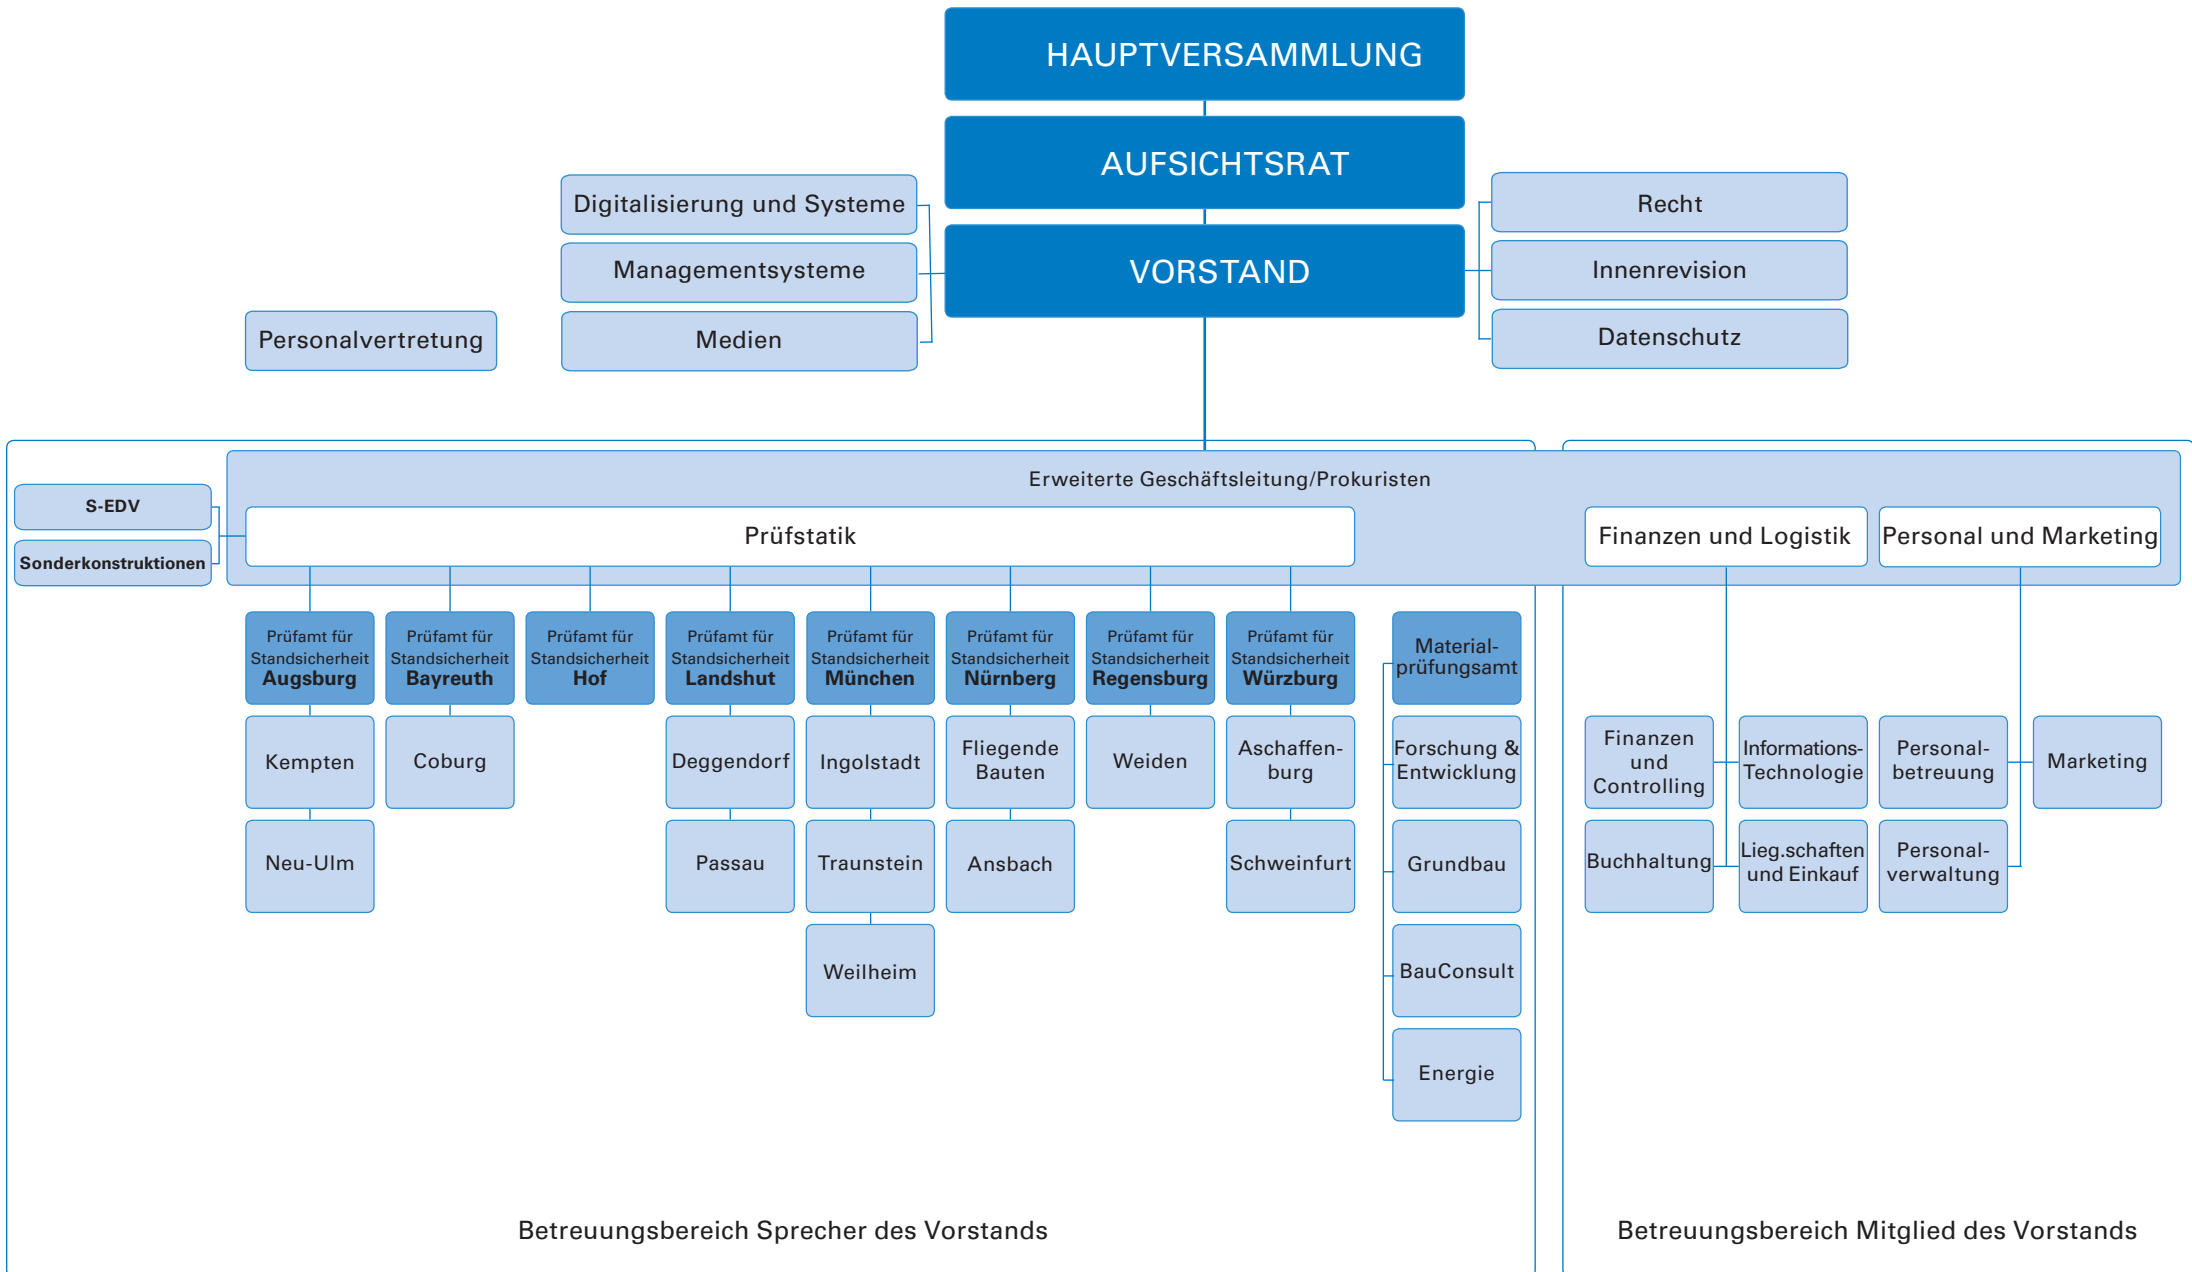 HAUPTVERSAMMLUNG
AUFSICHTSRAT
VORSTAND
Digitalisierung und Systeme
Managementsysteme
Medien
Personalvertretung
Recht
Innenrevision
Datenschutz
Erweiterte Geschäftsleitung/Prokuristen
S-EDV
Sonderkonstruktionen
Prüfstatik
Finanzen und Logistik
Personal und Marketing
Prüfamt für
Standsicherheit
Augsburg
Kempten
Neu-Ulm
Prüfamt für
Standsicherheit
Bayreuth
Coburg
Prüfamt für
Standsicherheit
Hof
Prüfamt für
Standsicherheit
Landshut
Deggendorf
Passau
Prüfamt für
Standsicherheit
München
Ingolstadt
Traunstein
Weilheim
Prüfamt für
Standsicherheit
Nürnberg
Fliegende
Bauten
Ansbach
Prüfamt für
Standsicherheit
Regensburg
Weiden
Prüfamt für
Standsicherheit
Würzburg
Aschaffen-
burg
Schweinfurt
Material-
prüfungsamt
Forschung &
Entwicklung
Grundbau
BauConsult
Energie
Finanzen
und
Controlling
Informations-
Technologie
Buchhaltung
Lieg.schaften
und Einkauf
Personal-
betreuung
Marketing
Personal-
verwaltung
Betreuungsbereich Sprecher des Vorstands
Betreuungsbereich Mitglied des Vorstands